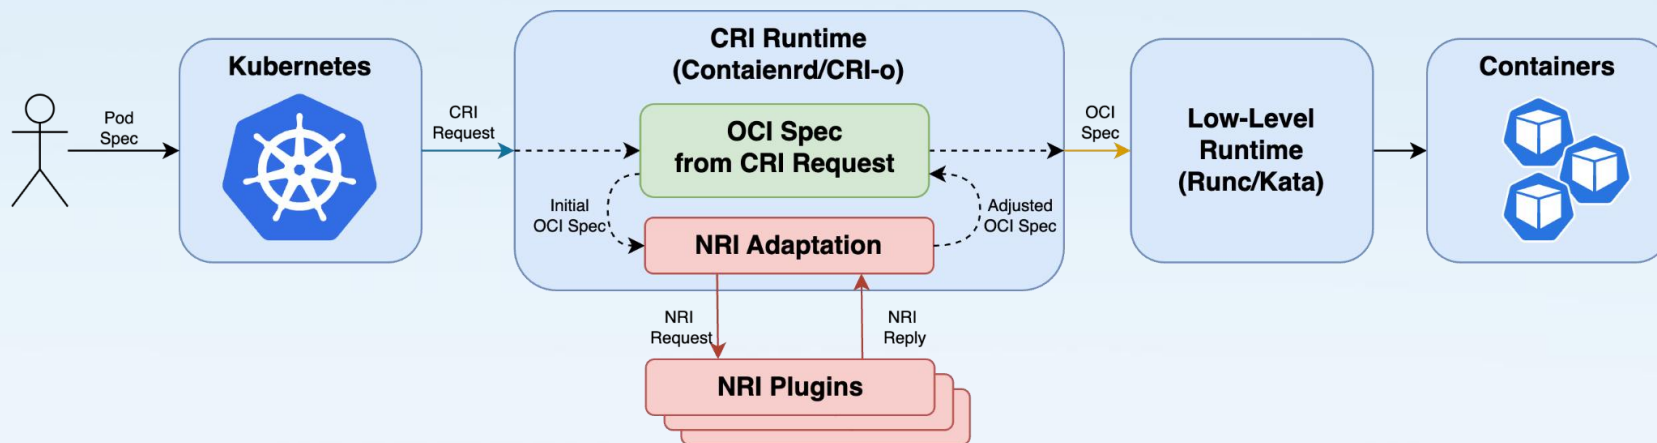 Pod
Spec
Kubernetes
CRI
Request
CRI Runtime
(Contaienrd/CRI-o)
OCI Spec
from CRI Request
Initial
OCI Spec
Adjusted
OCI Spec
NRI Adaptation
NRI
Request
NRI
Reply
NRI Plugins
OCI
Spec
Low-Level
Runtime
(Runc/Kata)
Containers